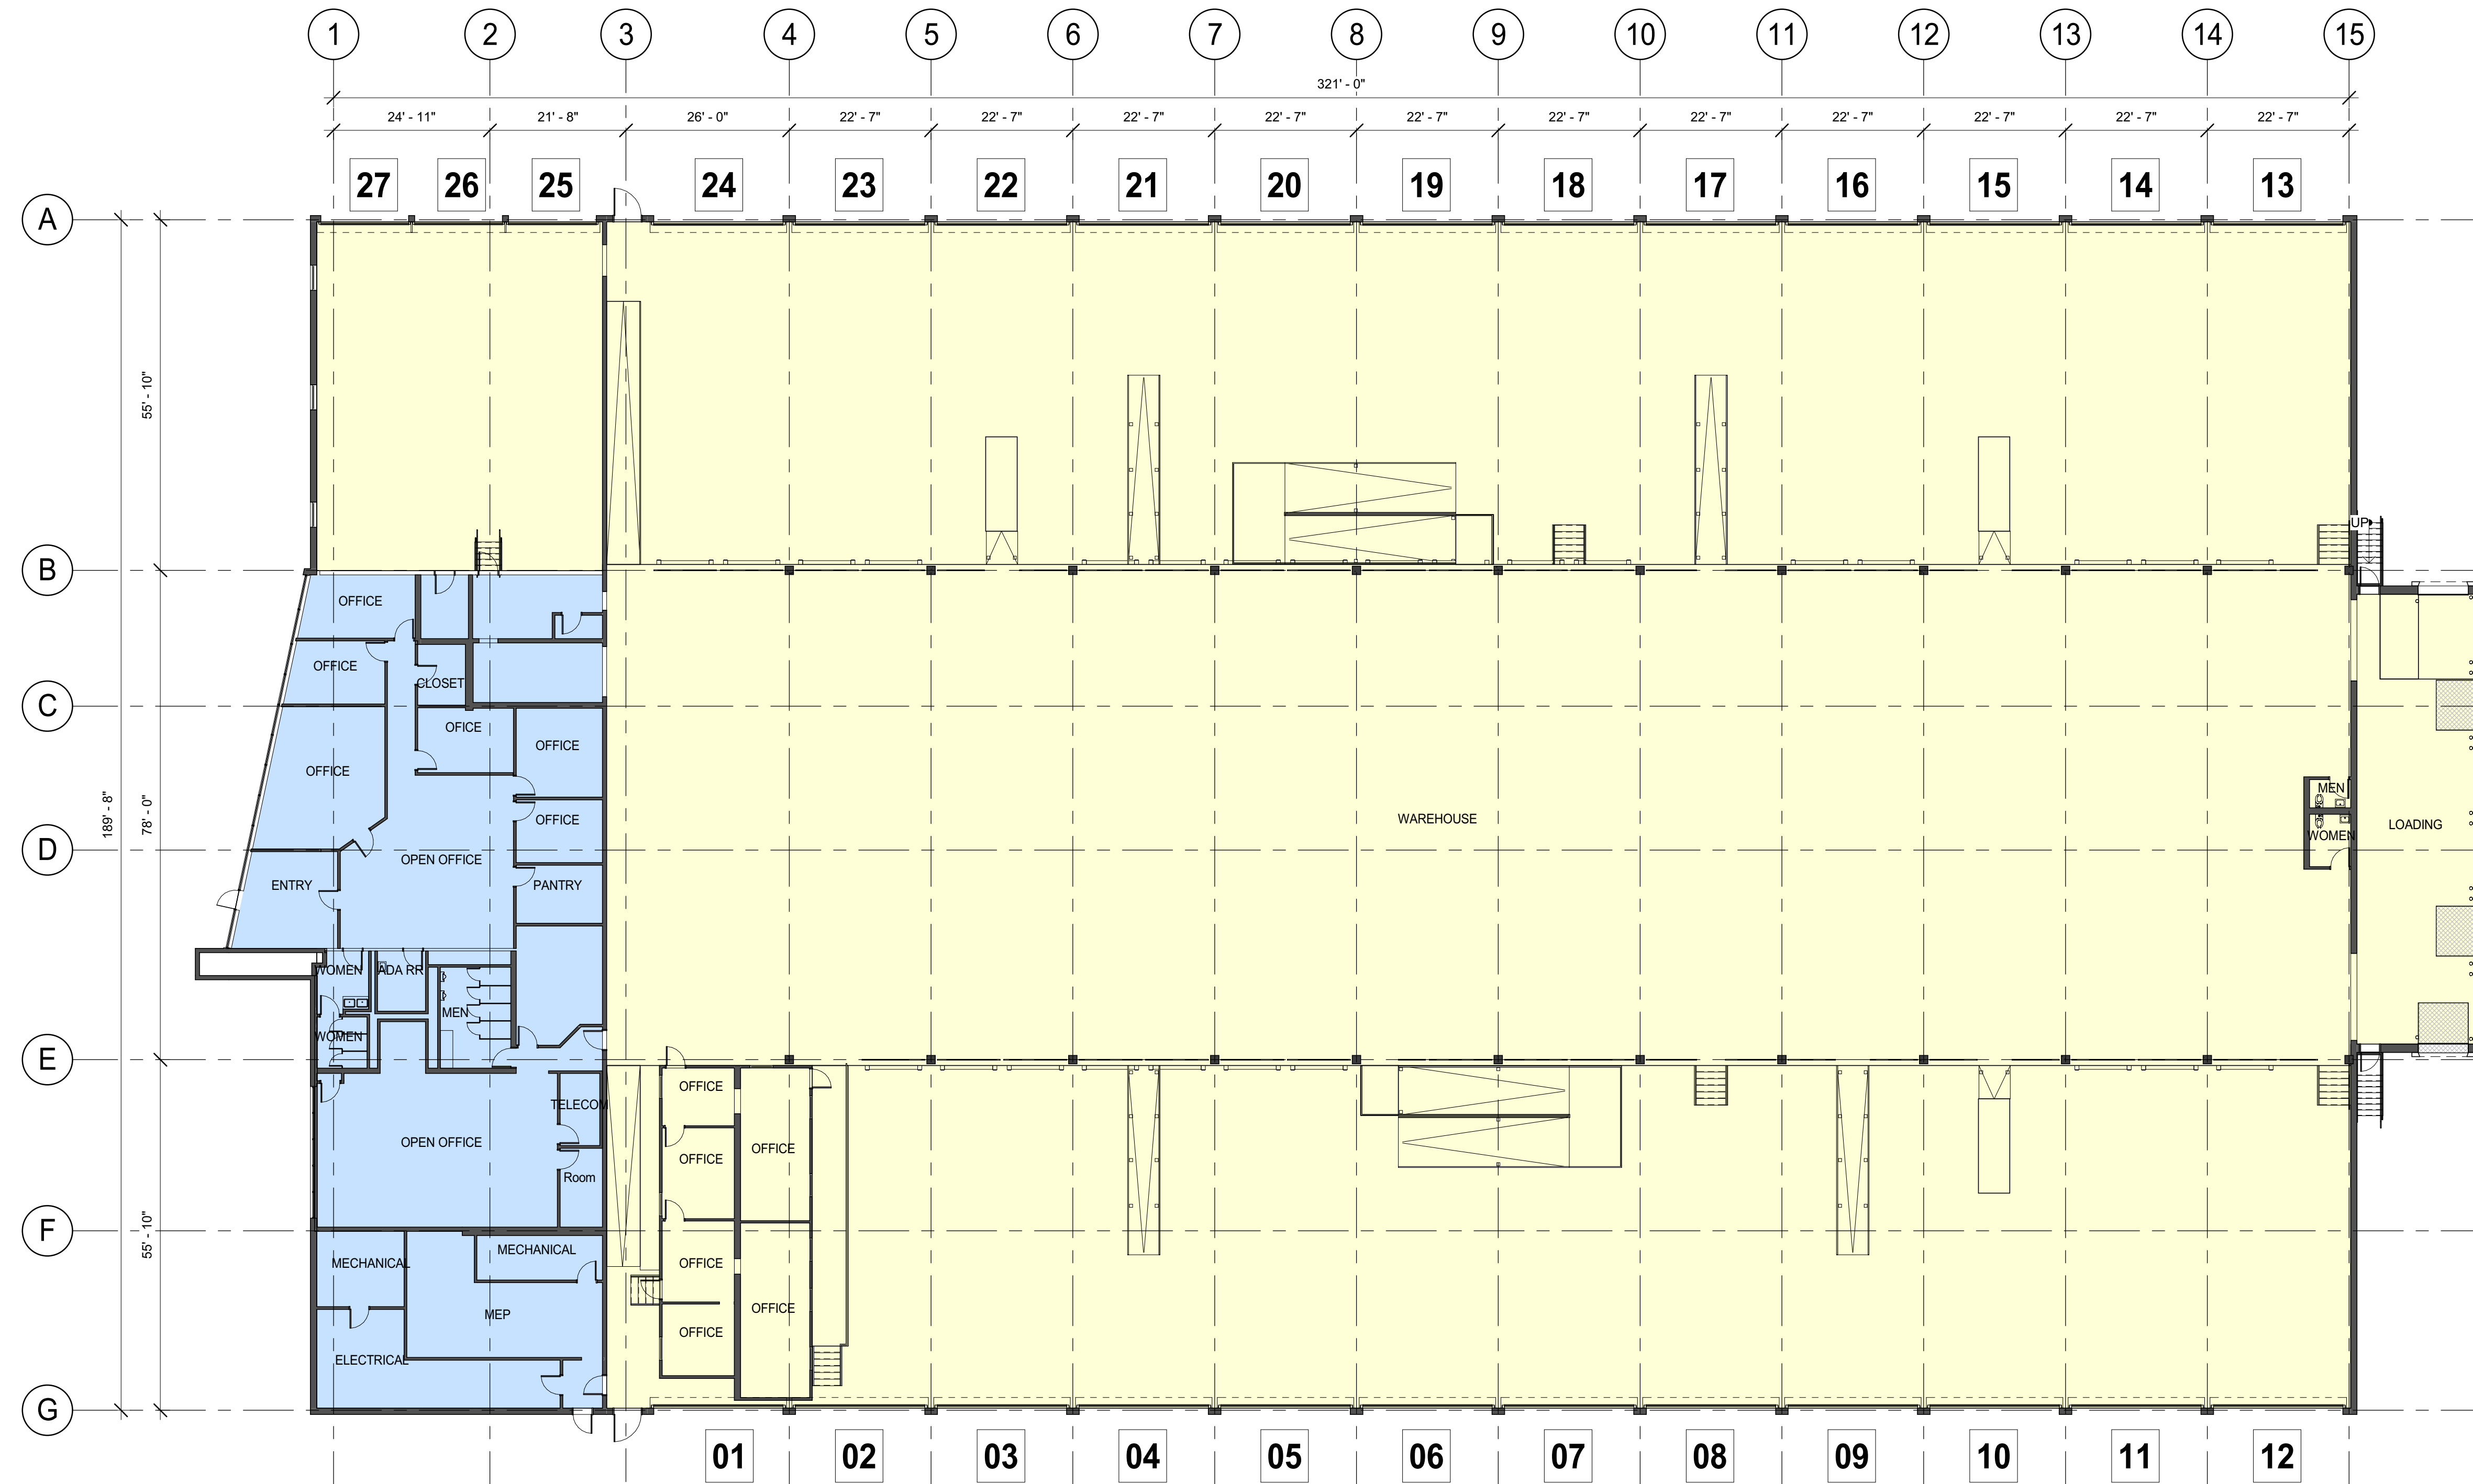 1 2 3 4 5 6 7 8 9 10 11 12 13 14 15
321' - 0"
24' - 11" 21' - 8" 26' - 0" 22' - 7" 22' - 7" 22' - 7" 22' - 7" 22' - 7" 22' - 7" 22' - 7" 22' - 7" 22' - 7" 22' - 7" 22' - 7"
27 26 25 24 23 22 21 20 19 18 17 16 15 14 13
A
55' - 10"
UP
B
OFFICE
OFFICE
CLOSET
C
OFICE
OFFICE
OFFICE
189' - 8"
78' - 0"
MEN
WAREHOUSE
OFFICE
LOADING
WOMEN
D
OPEN OFFICE
ENTRY
PANTRY
WOMEN
ADA RR
MEN
WOMEN
E
OFFICE
TELECOM
OPEN OFFICE
OFFICE
OFFICE
Room
F
55' - 10"
MECHANICAL
MECHANICAL
OFFICE
MEP
OFFICE
OFFICE
ELECTRICAL
G
01 02 03 04 05 06 07 08 09 10 11 12